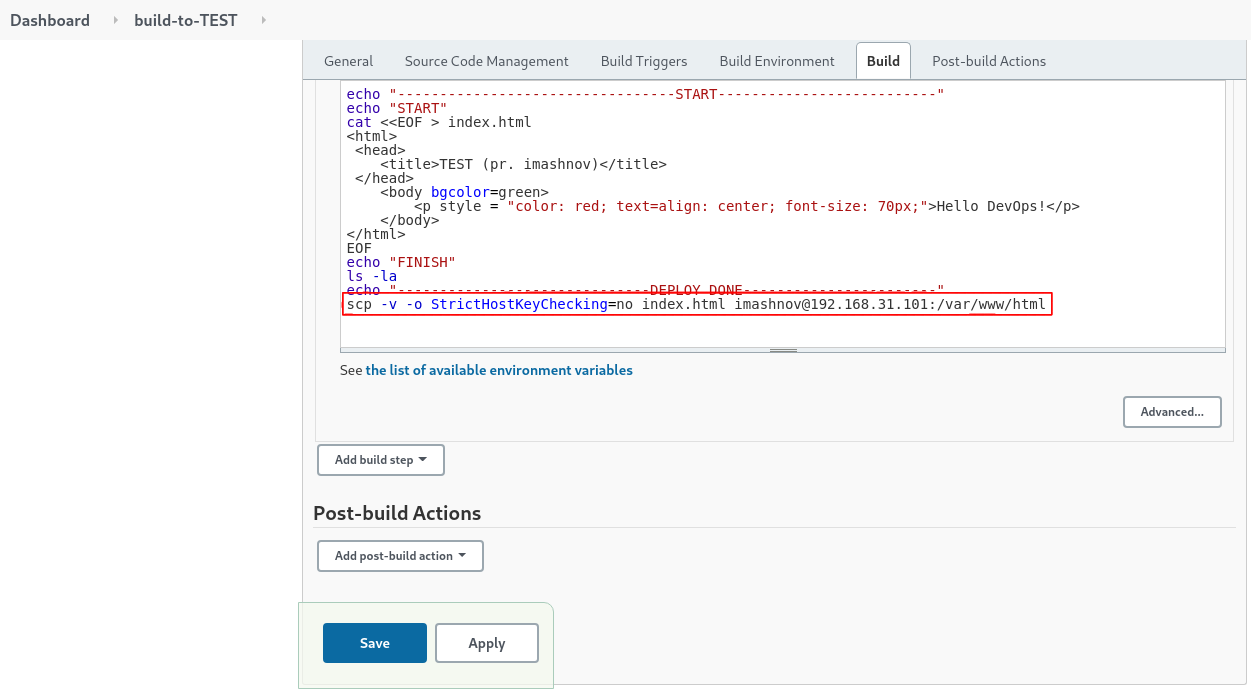 Dashboard build-to-TEST
General Source Code Management Build Triggers Build Environment Build Post-build Actions
echo "---------------------------------START--------------------------"
echo "START"
cat <<EOF > index.html
<html>
 <head>
    <title>TEST (pr. imashnov)</title>
 </head>
    <body bgcolor=green>
        <p style = "color: red; text=align: center; font-size: 70px;">Hello DevOps!</p>
    </body>
</html>
EOF
echo "FINISH"
ls -la
echo "------------------------------DEPLOY DONE-----------------------"
scp -v -o StrictHostKeyChecking=no index.html imashnov@192.168.31.101:/var/www/html
See the list of available environment variables
Advanced...
Add build step
Post-build Actions
Add post-build action
Save Apply